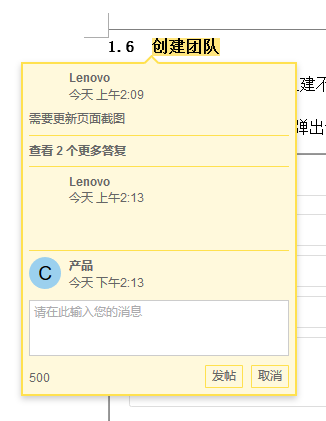 1.6 创建团队
Lenovo
今天 上午2:09
建不
需要更新页面截图
弹出
查看 2 个更多答复
Lenovo
今天 上午2:13
C
产品
今天 下午2:13
请在此输入您的消息
500
发帖
取消